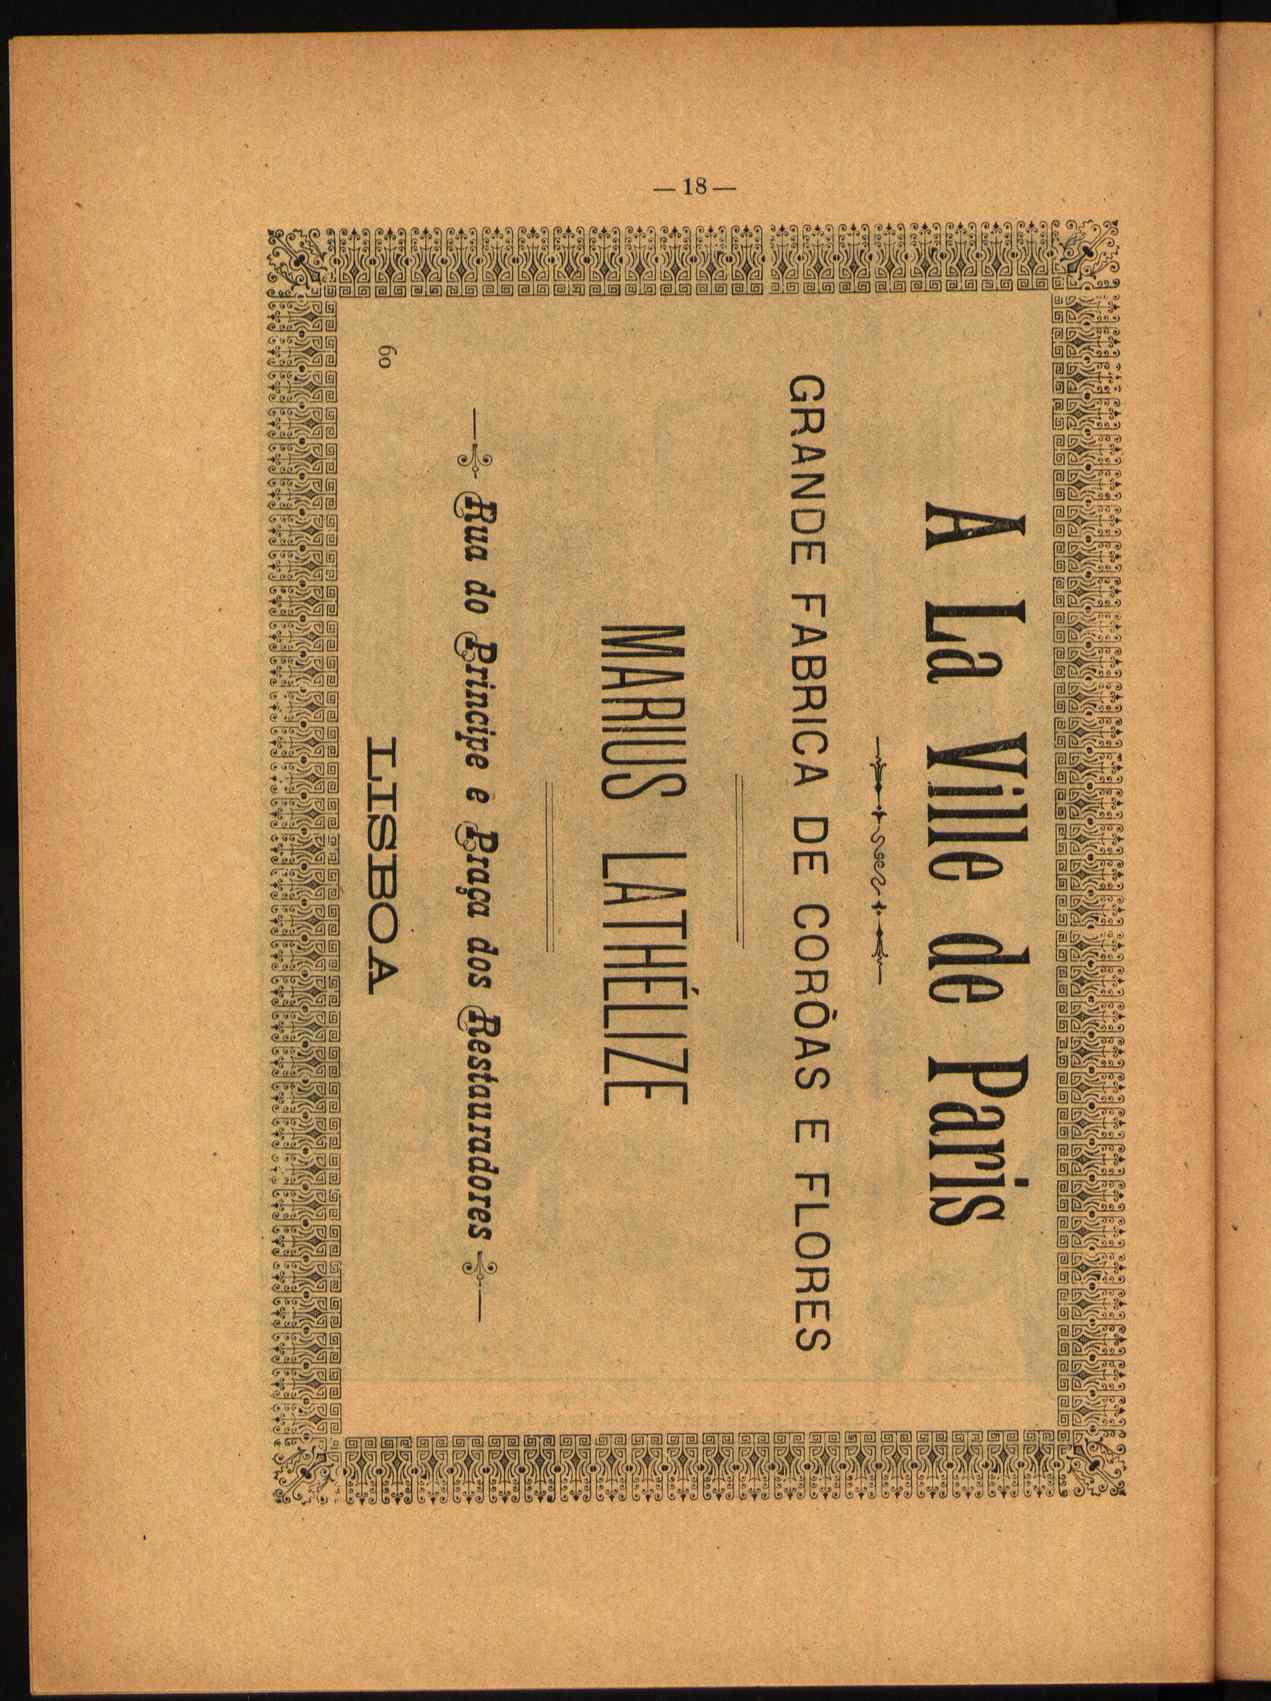 — 18 —
A La Ville de Paris
GRANDE FABRICA DE CORÔAS E FLORES
MARIUS LATHÉLIZE
Rua do Principe e Praça dos Restauradores
60
LISBOA